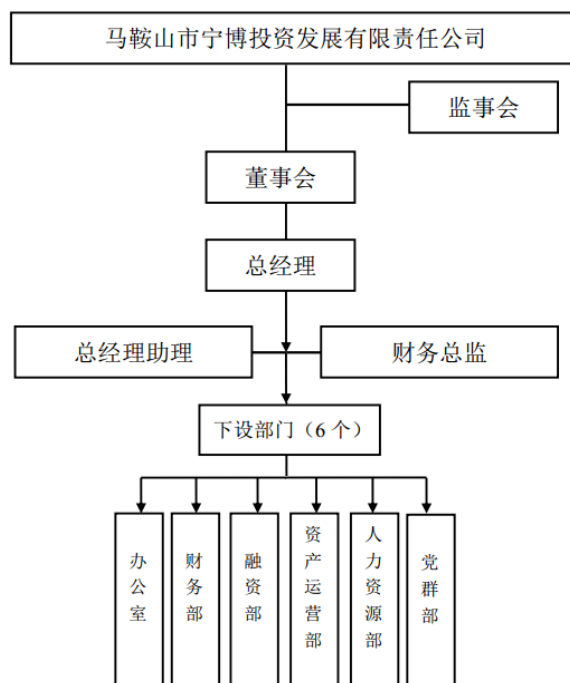 马鞍山市宁博投资发展有限责任公司
监事会
董事会
总经理
总经理助理
财务总监
下设部门（6 个）
办公室
财务部
融资部
资产运营部
人力资源部
党群部